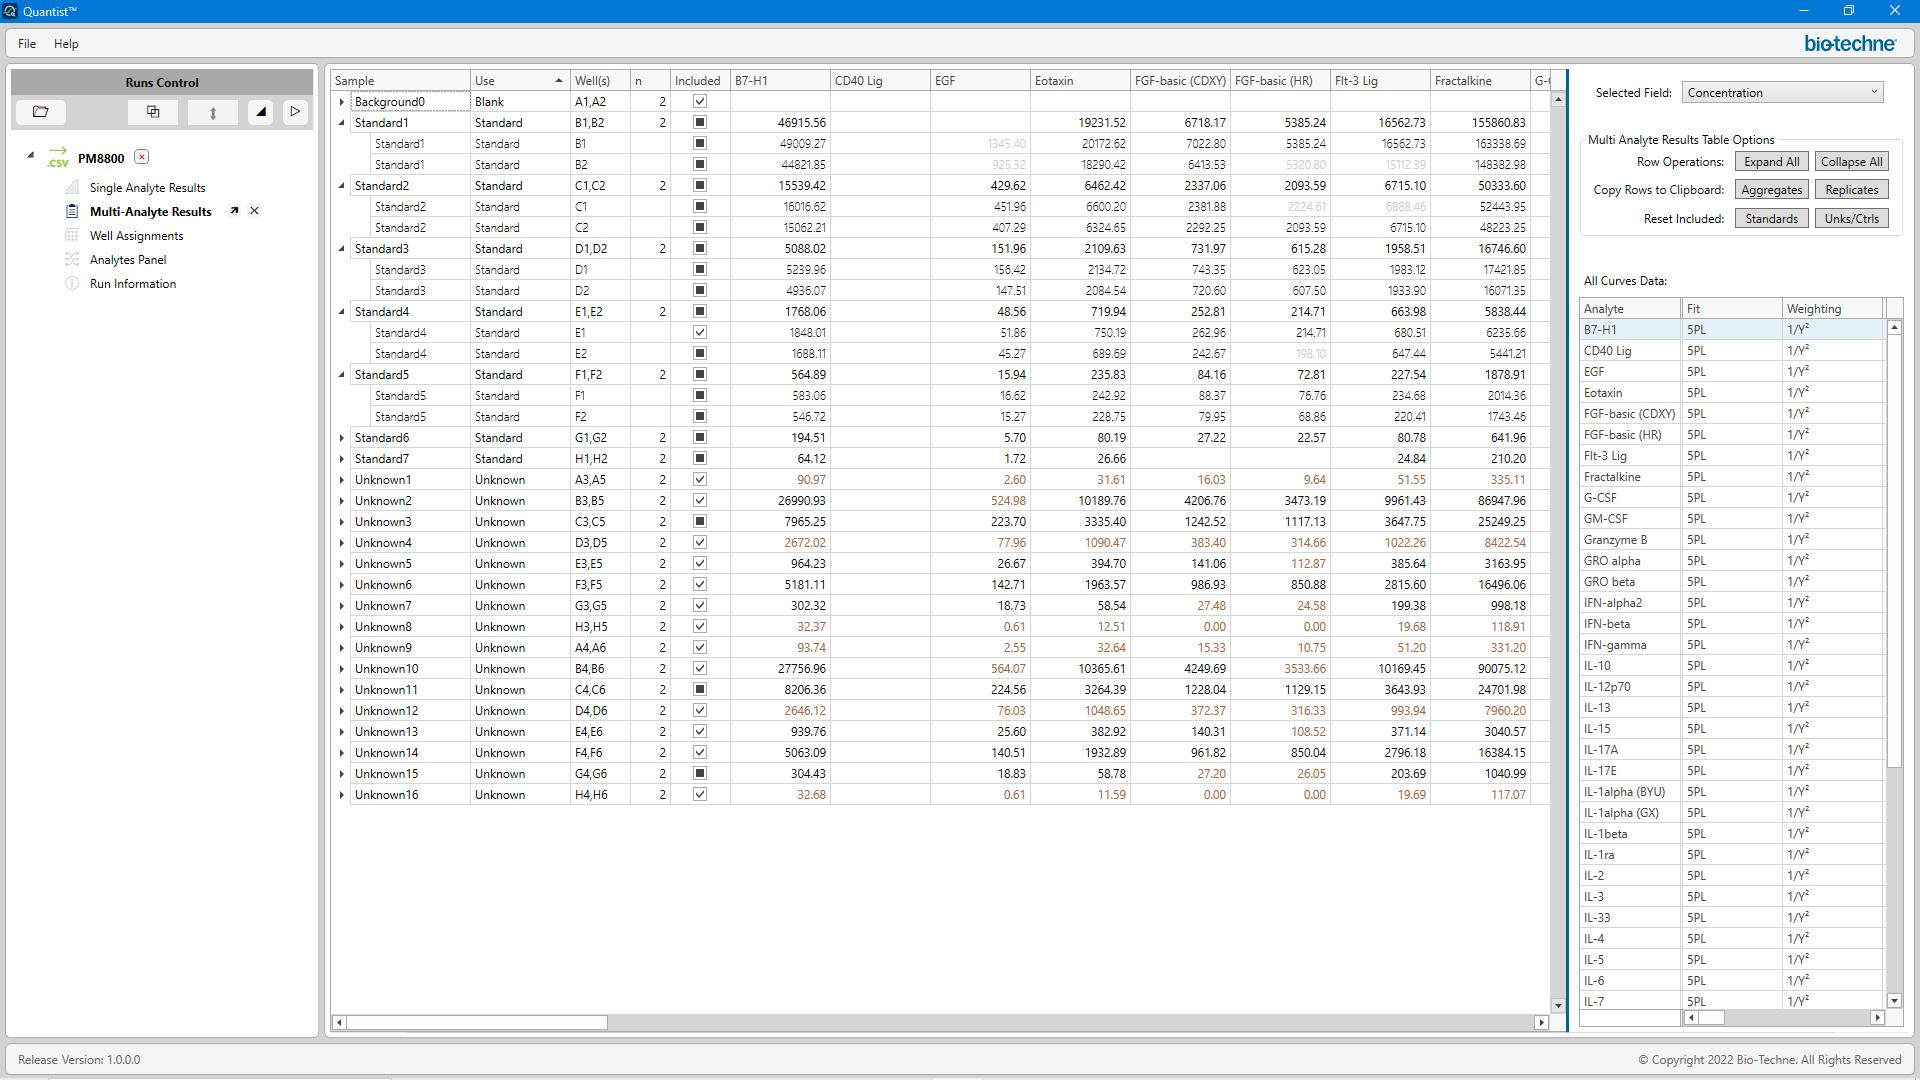 Quantist™
File Help
bio-techne
Runs Control
.CSV PM8800
Single Analyte Results
Multi-Analyte Results
Well Assignments
Analytes Panel
Run Information
Sample Use Well(s) n Included B7-H1 CD40 Lig EGF Eotaxin FGF-basic (CDXY) FGF-basic (HR) Flt-3 Lig Fractalkine
Background0 Blank A1,A2 2
Standard1 Standard B1,B2 2 46915.56 19231.52 6718.17 5385.24 16562.73 155860.83
Standard1 Standard B1 49009.27 1345.40 20172.62 7022.80 5385.24 16562.73 163338.69
Standard1 Standard B2 44821.85 925.32 18290.42 6413.53 5320.80 15112.39 148382.98
Standard2 Standard C1,C2 2 15539.42 429.62 6462.42 2337.06 2093.59 6715.10 50333.60
Standard2 Standard C1 16016.62 451.96 6600.20 2381.88 2224.61 6888.46 52443.95
Standard2 Standard C2 15062.21 407.29 6324.65 2292.25 2093.59 6715.10 48223.25
Standard3 Standard D1,D2 2 5088.02 151.96 2109.63 731.97 615.28 1958.51 16746.60
Standard3 Standard D1 5239.96 156.42 2134.72 743.35 623.05 1983.12 17421.85
Standard3 Standard D2 4936.07 147.51 2084.54 720.60 607.50 1933.90 16071.35
Standard4 Standard E1,E2 2 1768.06 48.56 719.94 252.81 214.71 663.98 5838.44
Standard4 Standard E1 1848.01 51.86 750.19 262.96 214.71 680.51 6235.66
Standard4 Standard E2 1688.11 45.27 689.69 242.67 198.10 647.44 5441.21
Standard5 Standard F1,F2 2 564.89 15.94 235.83 84.16 72.81 227.54 1878.91
Standard5 Standard F1 583.06 16.62 242.92 88.37 76.76 234.68 2014.36
Standard5 Standard F2 546.72 15.27 228.75 79.95 68.86 220.41 1743.46
Standard6 Standard G1,G2 2 194.51 5.70 80.19 27.22 22.57 80.78 641.96
Standard7 Standard H1,H2 2 64.12 1.72 26.66 24.84 210.20
Unknown1 Unknown A3,A5 2 90.97 2.60 31.61 16.03 9.64 51.55 335.11
Unknown2 Unknown B3,B5 2 26990.93 524.98 10189.76 4206.76 3473.19 9961.43 86947.96
Unknown3 Unknown C3,C5 2 7965.25 223.70 3335.40 1242.52 1117.13 3647.75 25249.25
Unknown4 Unknown D3,D5 2 2672.02 77.96 1090.47 383.40 314.66 1022.26 8422.54
Unknown5 Unknown E3,E5 2 964.23 26.67 394.70 141.06 112.87 385.64 3163.95
Unknown6 Unknown F3,F5 2 5181.11 142.71 1963.57 986.93 850.88 2815.60 16496.06
Unknown7 Unknown G3,G5 2 302.32 18.73 58.54 27.48 24.58 199.38 998.18
Unknown8 Unknown H3,H5 2 32.37 0.61 12.51 0.00 0.00 19.68 118.91
Unknown9 Unknown A4,A6 2 93.74 2.55 32.64 15.33 10.75 51.20 331.20
Unknown10 Unknown B4,B6 2 27756.96 564.07 10365.61 4249.69 3533.66 10169.45 90075.12
Unknown11 Unknown C4,C6 2 8206.36 224.56 3264.39 1228.04 1129.15 3643.93 24701.98
Unknown12 Unknown D4,D6 2 2646.12 76.03 1048.65 372.37 316.33 993.94 7960.20
Unknown13 Unknown E4,E6 2 939.76 25.60 382.92 140.31 108.52 371.14 3040.57
Unknown14 Unknown F4,F6 2 5063.09 140.51 1932.89 961.82 850.04 2796.18 16384.15
Unknown15 Unknown G4,G6 2 304.43 18.83 58.78 27.20 26.05 203.69 1040.99
Unknown16 Unknown H4,H6 2 32.68 0.61 11.59 0.00 0.00 19.69 117.07
Selected Field: Concentration
Multi Analyte Results Table Options
Row Operations: Expand All Collapse All
Copy Rows to Clipboard: Aggregates Replicates
Reset Included: Standards Unks/Ctrls
All Curves Data:
Analyte Fit Weighting
B7-H1 5PL 1/Y²
CD40 Lig 5PL 1/Y²
EGF 5PL 1/Y²
Eotaxin 5PL 1/Y²
FGF-basic (CDXY) 5PL 1/Y²
FGF-basic (HR) 5PL 1/Y²
Flt-3 Lig 5PL 1/Y²
Fractalkine 5PL 1/Y²
G-CSF 5PL 1/Y²
GM-CSF 5PL 1/Y²
Granzyme B 5PL 1/Y²
GRO alpha 5PL 1/Y²
GRO beta 5PL 1/Y²
IFN-alpha2 5PL 1/Y²
IFN-beta 5PL 1/Y²
IFN-gamma 5PL 1/Y²
IL-10 5PL 1/Y²
IL-12p70 5PL 1/Y²
IL-13 5PL 1/Y²
IL-15 5PL 1/Y²
IL-17A 5PL 1/Y²
IL-17E 5PL 1/Y²
IL-1alpha (BYU) 5PL 1/Y²
IL-1alpha (GX) 5PL 1/Y²
IL-1beta 5PL 1/Y²
IL-1ra 5PL 1/Y²
IL-2 5PL 1/Y²
IL-3 5PL 1/Y²
IL-33 5PL 1/Y²
IL-4 5PL 1/Y²
IL-5 5PL 1/Y²
IL-6 5PL 1/Y²
IL-7 5PL 1/Y²
Release Version: 1.0.0.0
© Copyright 2022 Bio-Techne. All Rights Reserved